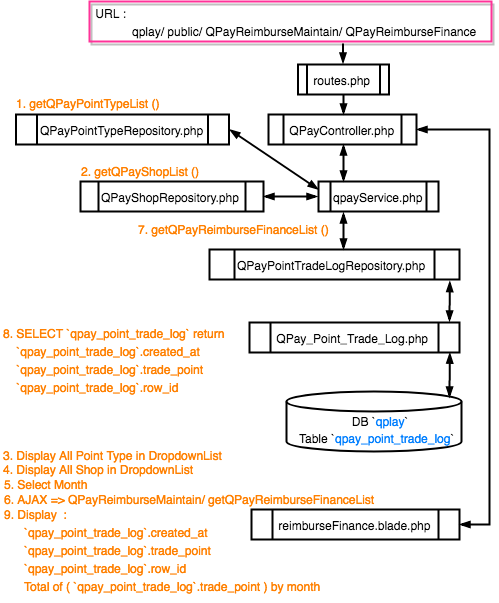 URL :
qplay/ public/ QPayReimburseMaintain/ QPayReimburseFinance
routes.php
1. getQPayPointTypeList ()
QPayPointTypeRepository.php
QPayController.php
2. getQPayShopList ()
QPayShopRepository.php
qpayService.php
7. getQPayReimburseFinanceList ()
QPayPointTradeLogRepository.php
8. SELECT `qpay_point_trade_log` return
`qpay_point_trade_log`.created_at
`qpay_point_trade_log`.trade_point
`qpay_point_trade_log`.row_id
QPay_Point_Trade_Log.php
DB `qplay`
Table `qpay_point_trade_log`
3. Display All Point Type in DropdownList
4. Display All Shop in DropdownList
5. Select Month
6. AJAX => QPayReimburseMaintain/ getQPayReimburseFinanceList
9. Display :
`qpay_point_trade_log`.created_at
`qpay_point_trade_log`.trade_point
`qpay_point_trade_log`.row_id
Total of ( `qpay_point_trade_log`.trade_point ) by month
reimburseFinance.blade.php